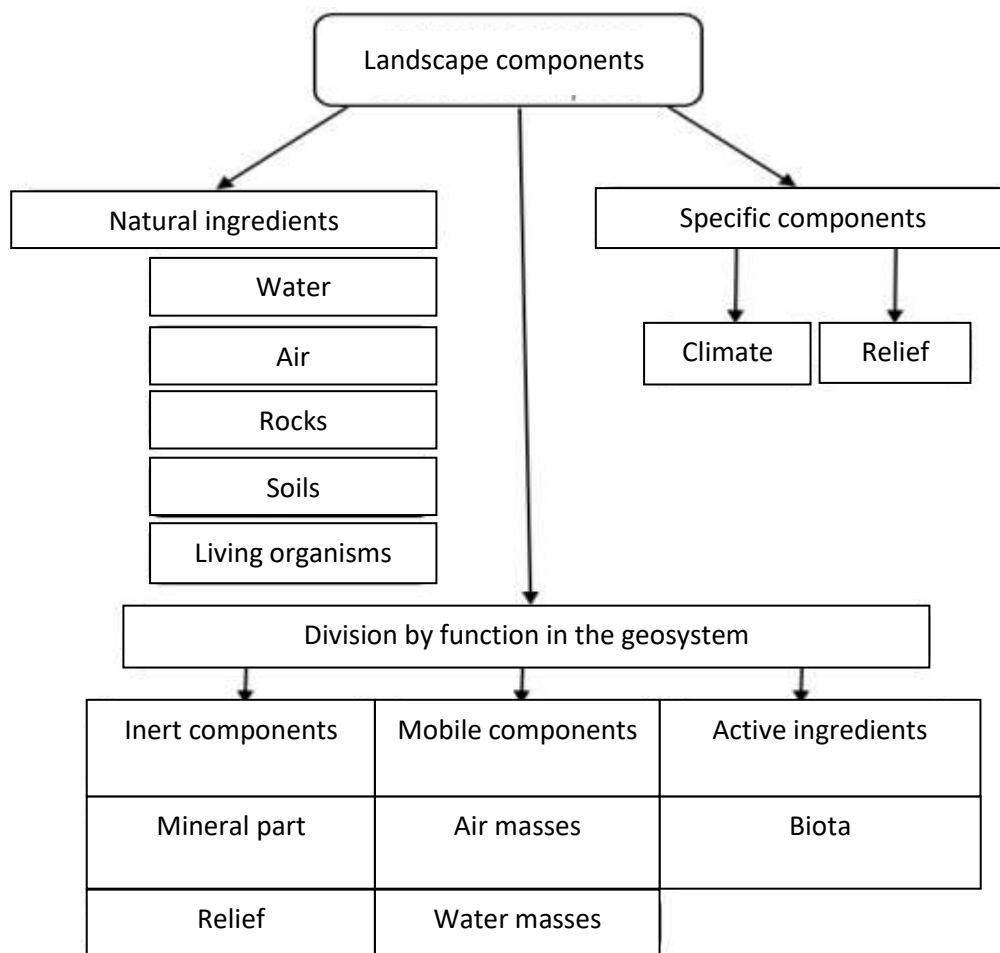 Landscape components
Natural ingredients
Specific components
Water
Air
Rocks
Soils
Living organisms
Climate
Relief
Division by function in the geosystem
Inert components
Mobile components
Active ingredients
Mineral part
Air masses
Biota
Relief
Water masses